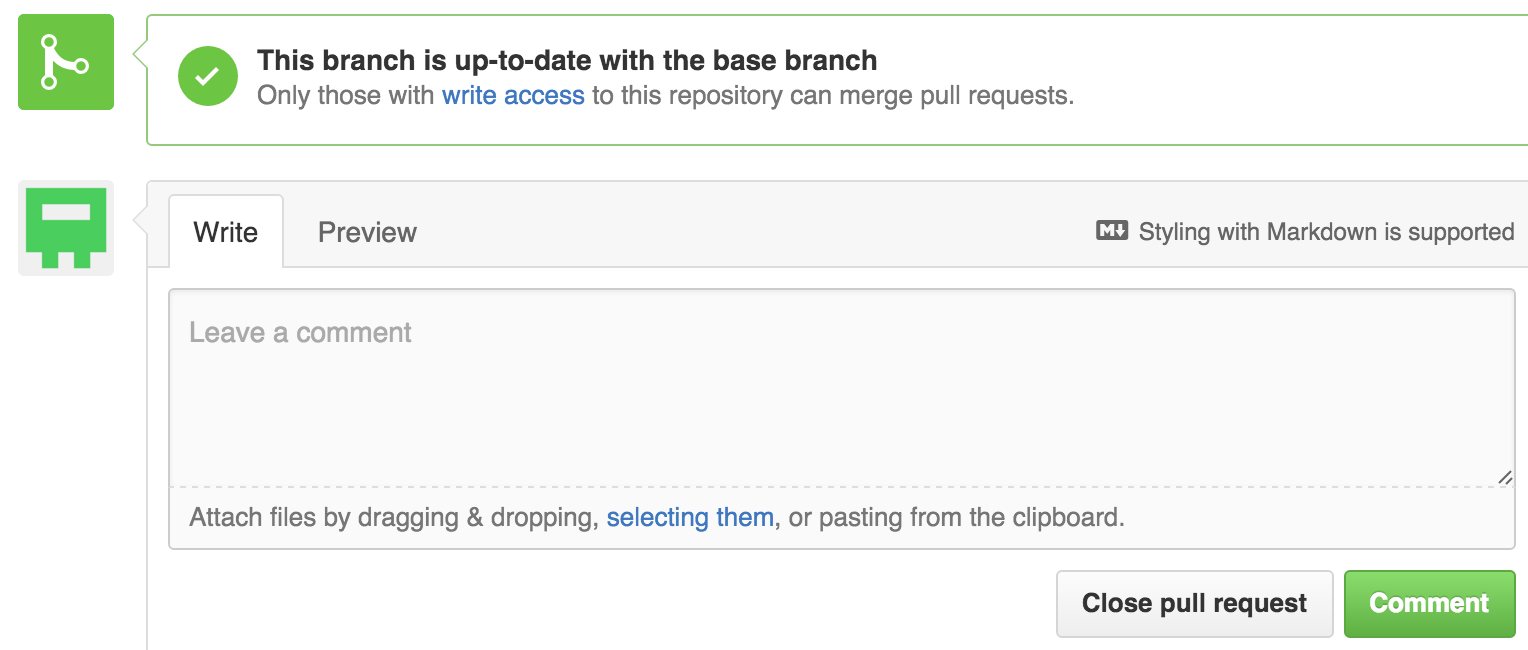 This branch is up-to-date with the base branch
Only those with write access to this repository can merge pull requests.
Write
Preview
M Styling with Markdown is supported
Leave a comment
Attach files by dragging & dropping, selecting them, or pasting from the clipboard.
Close pull request
Comment